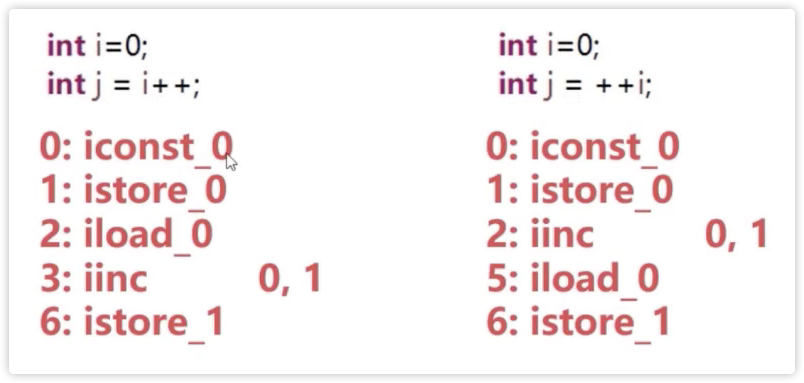 int i=0;
int j = i++;
0: iconst_0
1: istore_0
2: iload_0
3: iinc 0, 1
6: istore_1
int i=0;
int j = ++i;
0: iconst_0
1: istore_0
2: iinc 0, 1
5: iload_0
6: istore_1